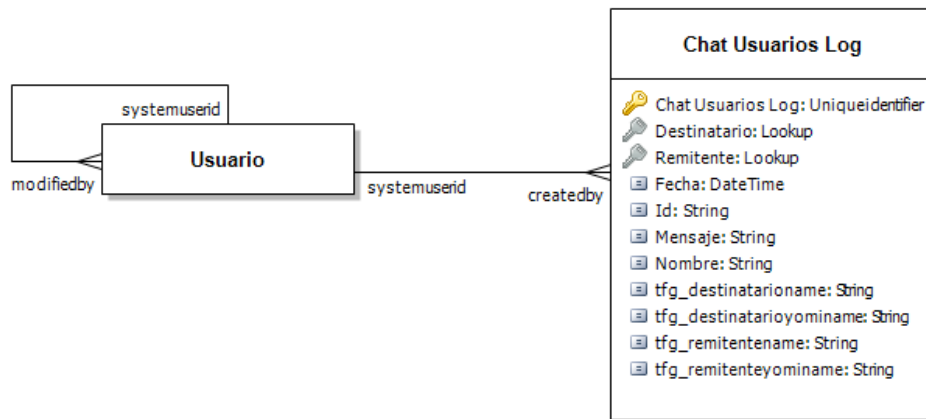 Chat Usuarios Log
systemuserid
Usuario
modifiedby
systemuserid
createdby
Chat Usuarios Log: Uniqueidentifier
Destinatario: Lookup
Remitente: Lookup
Fecha: DateTime
Id: String
Mensaje: String
Nombre: String
tfg_destinatarioname: String
tfg_destinatarioyominame: String
tfg_remitentename: String
tfg_remitenteyominame: String